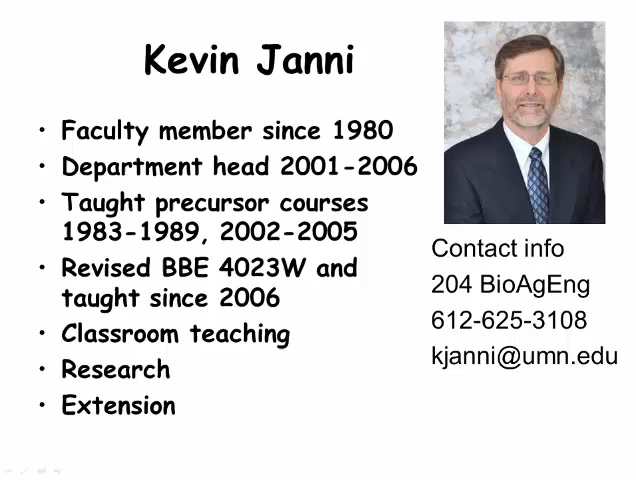 Kevin Janni
• Faculty member since 1980
• Department head 2001-2006
• Taught precursor courses
1983-1989, 2002-2005
• Revised BBE 4023W and
taught since 2006
• Classroom teaching
• Research
• Extension
Contact info
204 BioAgEng
612-625-3108
kjanni@umn.edu